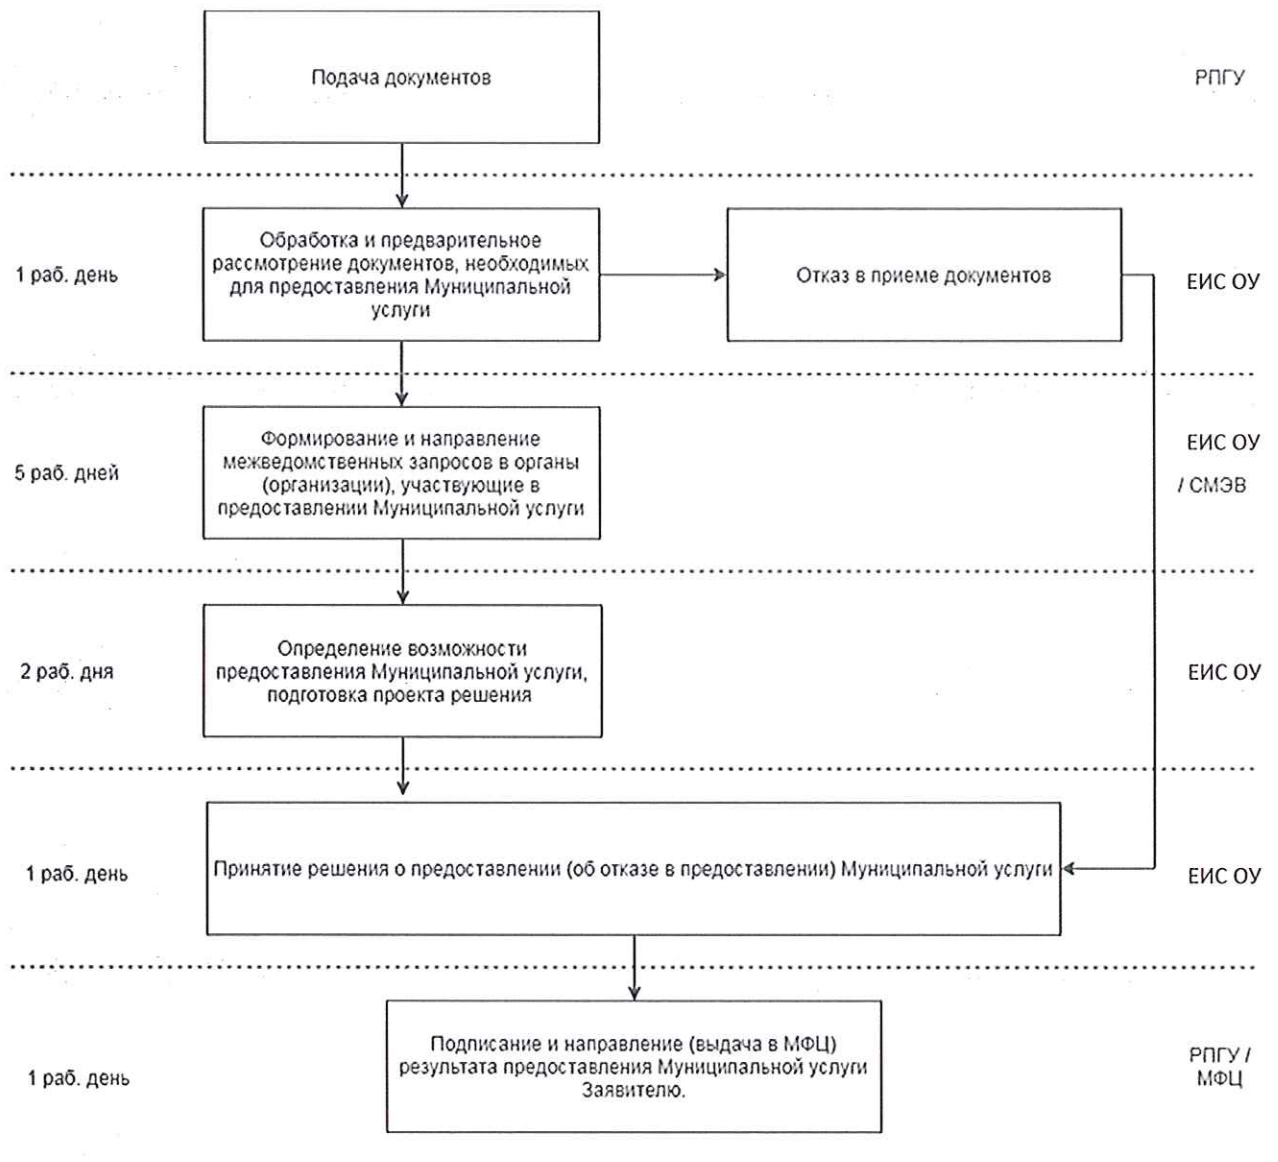 Подача документов
РПГУ
1 раб. день
Обработка и предварительное
рассмотрение документов, необходимых
для предоставления Муниципальной
услуги
Отказ в приеме документов
ЕИС ОУ
5 раб. дней
Формирование и направление
межведомственных запросов в органы
(организации), участвующие в
предоставлении Муниципальной услуги
ЕИС ОУ
/ СМЭВ
2 раб. дня
Определение возможности
предоставления Муниципальной услуги,
подготовка проекта решения
ЕИС ОУ
1 раб. день
Принятие решения о предоставлении (об отказе в предоставлении) Муниципальной услуги
ЕИС ОУ
1 раб. день
Подписание и направление (выдача в МФЦ)
результата предоставления Муниципальной услуги
Заявителю.
РПГУ /
МФЦ